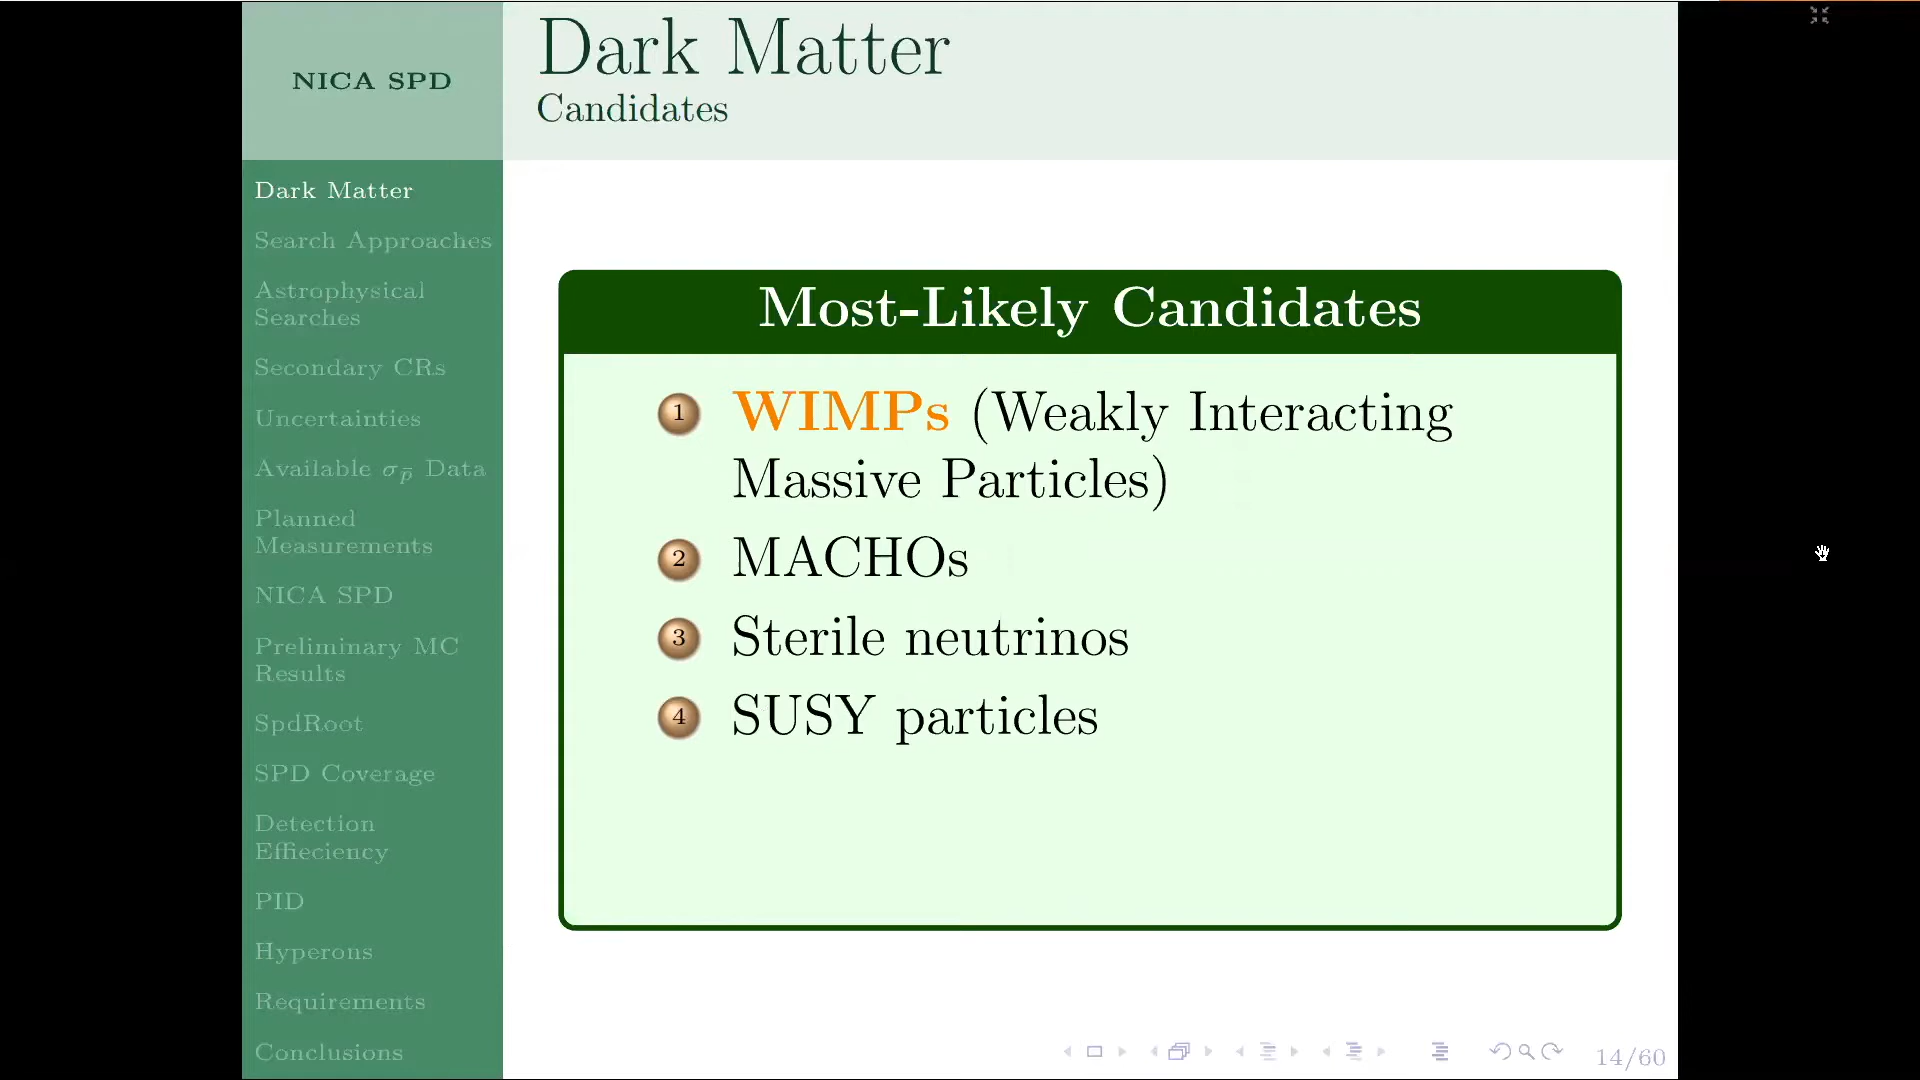 NICA SPD
Dark Matter
Candidates
Dark Matter
Search Approaches
Astrophysical
Searches
Secondary CRs
Uncertainties
Available σp̄ Data
Planned
Measurements
NICA SPD
Preliminary MC
Results
SpdRoot
SPD Coverage
Detection
Effieciency
PID
Hyperons
Requirements
Conclusions
Most-Likely Candidates
1 WIMPs (Weakly Interacting
Massive Particles)
2 MACHOs
3 Sterile neutrinos
4 SUSY particles
14/60